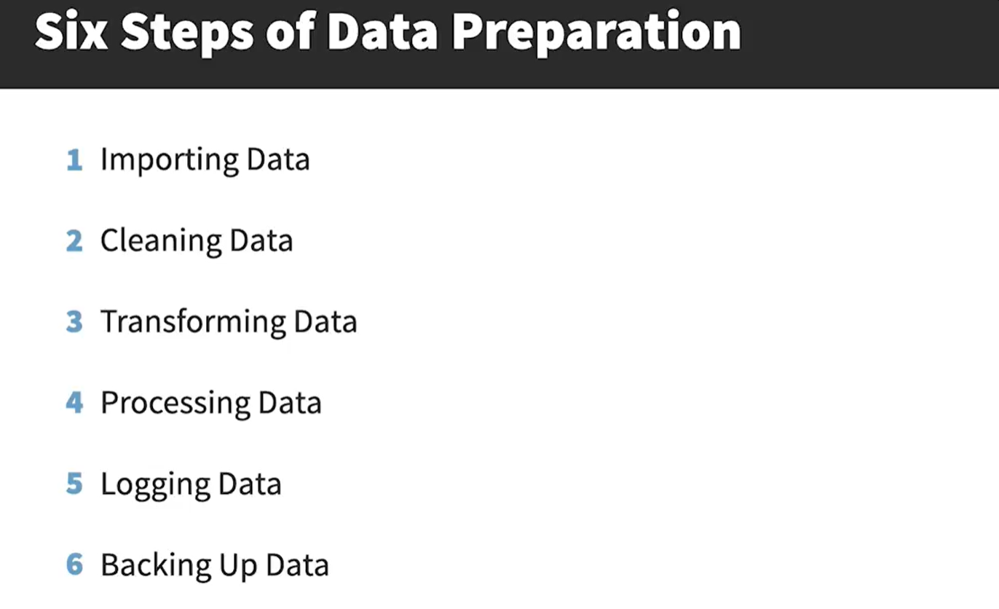 Six Steps of Data Preparation
1 Importing Data
2 Cleaning Data
3 Transforming Data
4 Processing Data
5 Logging Data
6 Backing Up Data